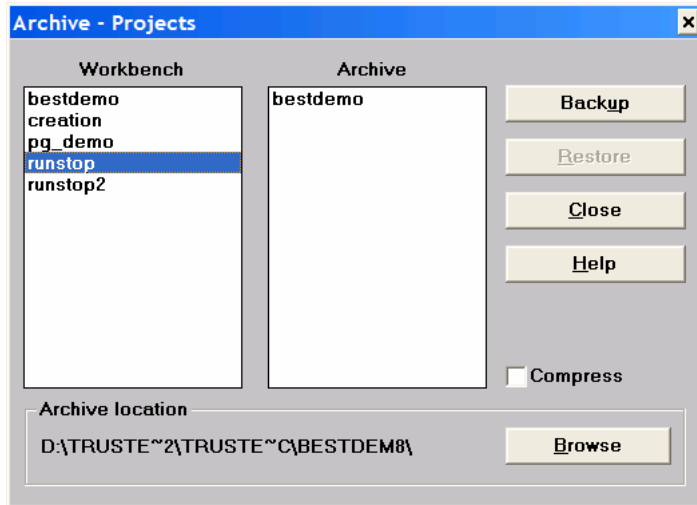 Archive - Projects
Workbench
Archive
bestdemo
creation
pg_demo
runstop
runstop2
bestdemo
Backup
Restore
Close
Help
Compress
Archive location
D:\TRUSTE~2\TRUSTE~C\BESTDEM8\
Browse